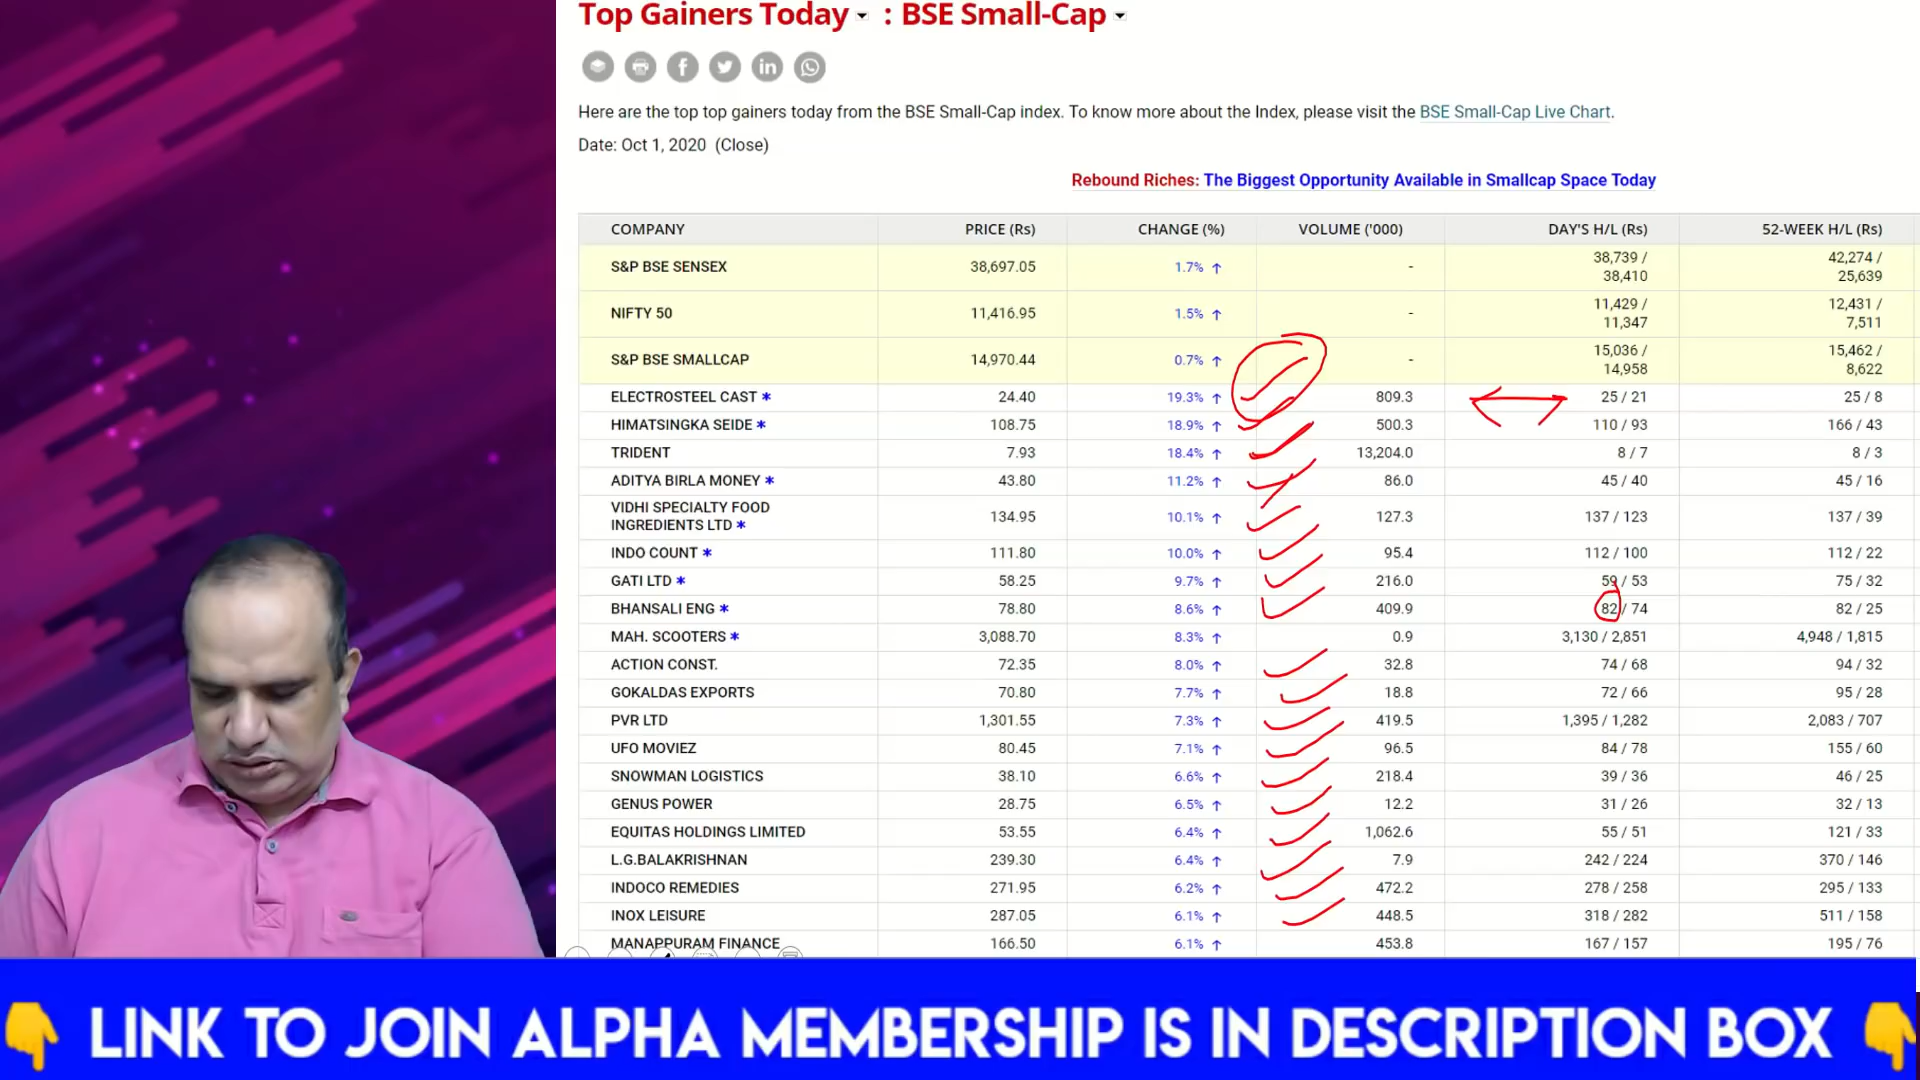 Top Gainers Today : BSE Small-Cap
Here are the top top gainers today from the BSE Small-Cap index. To know more about the Index, please visit the BSE Small-Cap Live Chart.
Date: Oct 1, 2020 (Close)
Rebound Riches: The Biggest Opportunity Available in Smallcap Space Today
COMPANY PRICE (Rs) CHANGE (%) VOLUME ('000) DAY'S H/L (Rs) 52-WEEK H/L (Rs)
S&P BSE SENSEX 38,697.05 1.7% ↑ - 38,739 / 38,410 42,274 / 25,639
NIFTY 50 11,416.95 1.5% ↑ - 11,429 / 11,347 12,431 / 7,511
S&P BSE SMALLCAP 14,970.44 0.7% ↑ - 15,036 / 14,958 15,462 / 8,622
ELECTROSTEEL CAST * 24.40 19.3% ↑ 809.3 25 / 21 25 / 8
HIMATSINGKA SEIDE * 108.75 18.9% ↑ 500.3 110 / 93 166 / 43
TRIDENT 7.93 18.4% ↑ 13,204.0 8 / 7 8 / 3
ADITYA BIRLA MONEY * 43.80 11.2% ↑ 86.0 45 / 40 45 / 16
VIDHI SPECIALTY FOOD INGREDIENTS LTD * 134.95 10.1% ↑ 127.3 137 / 123 137 / 39
INDO COUNT * 111.80 10.0% ↑ 95.4 112 / 100 112 / 22
GATI LTD * 58.25 9.7% ↑ 216.0 59 / 53 75 / 32
BHANSALI ENG * 78.80 8.6% ↑ 409.9 82 / 74 82 / 25
MAH. SCOOTERS * 3,088.70 8.3% ↑ 0.9 3,130 / 2,851 4,948 / 1,815
ACTION CONST. 72.35 8.0% ↑ 32.8 74 / 68 94 / 32
GOKALDAS EXPORTS 70.80 7.7% ↑ 18.8 72 / 66 95 / 28
PVR LTD 1,301.55 7.3% ↑ 419.5 1,395 / 1,282 2,083 / 707
UFO MOVIEZ 80.45 7.1% ↑ 96.5 84 / 78 155 / 60
SNOWMAN LOGISTICS 38.10 6.6% ↑ 218.4 39 / 36 46 / 25
GENUS POWER 28.75 6.5% ↑ 12.2 31 / 26 32 / 13
EQUITAS HOLDINGS LIMITED 53.55 6.4% ↑ 1,062.6 55 / 51 121 / 33
L.G.BALAKRISHNAN 239.30 6.4% ↑ 7.9 242 / 224 370 / 146
INDOCO REMEDIES 271.95 6.2% ↑ 472.2 278 / 258 295 / 133
INOX LEISURE 287.05 6.1% ↑ 448.5 318 / 282 511 / 158
MANAPPURAM FINANCE 166.50 6.1% ↑ 453.8 167 / 157 195 / 76
LINK TO JOIN ALPHA MEMBERSHIP IS IN DESCRIPTION BOX